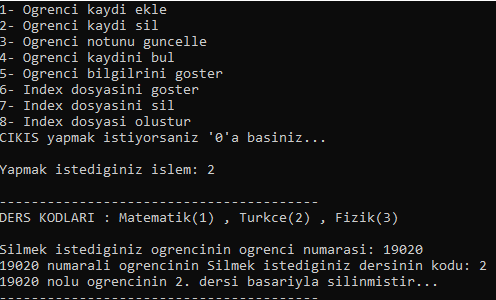 1- Ogrenci kaydi ekle
2- Ogrenci kaydi sil
3- Ogrenci notunu guncelle
4- Ogrenci kaydini bul
5- Ogrenci bilgilrini goster
6- Index dosyasini goster
7- Index dosyasini sil
8- Index dosyasi olustur
CIKIS yapmak istiyorsaniz '0'a basiniz...
Yapmak istediginiz islem: 2
----------------------------------------
DERS KODLARI : Matematik(1) , Turkce(2) , Fizik(3)
Silmek istediginiz ogrencinin ogrenci numarasi: 19020
19020 numarali ogrencinin Silmek istediginiz dersinin kodu: 2
19020 nolu ogrencinin 2. dersi basariyla silinmistir...
----------------------------------------